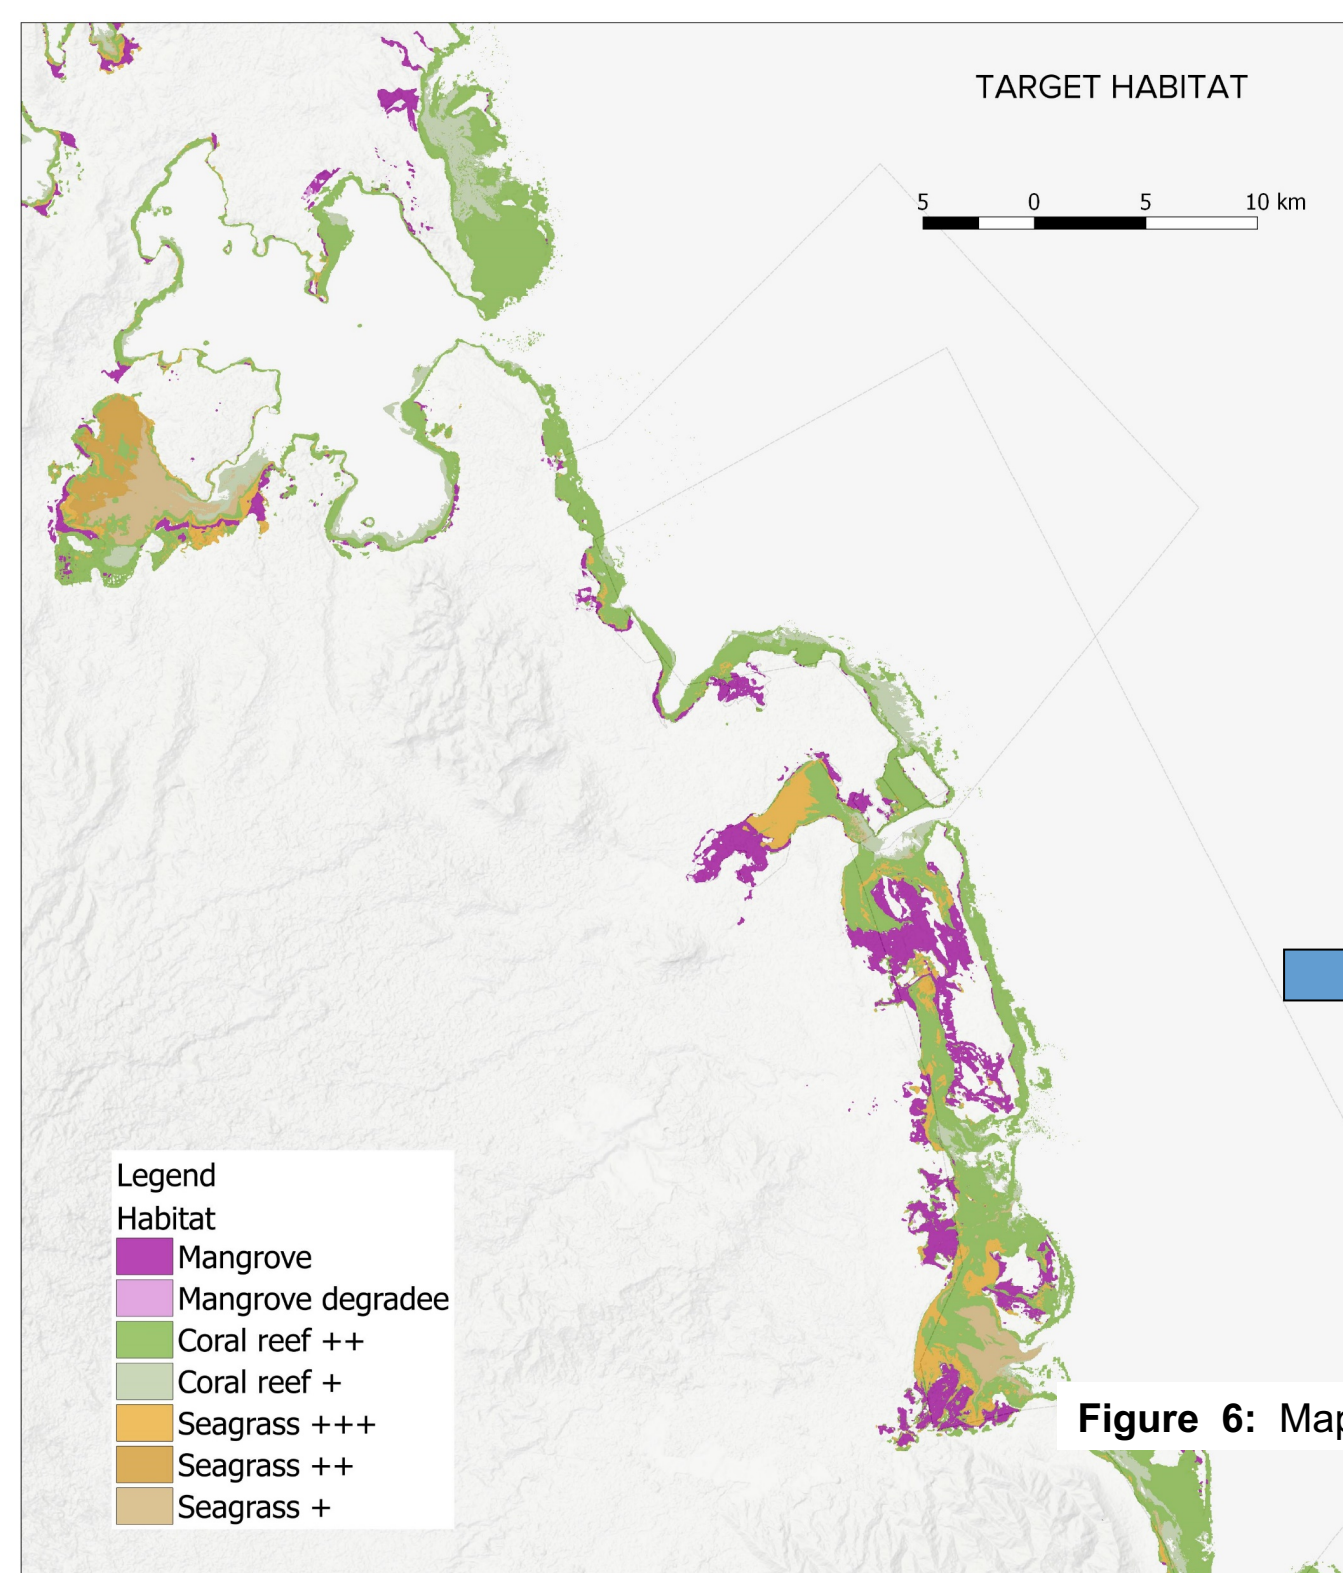 TARGET HABITAT
5 0 5 10 km
Legend
Habitat
Mangrove
Mangrove degradee
Coral reef ++
Coral reef +
Seagrass +++
Seagrass ++
Seagrass +
Figure 6: Map